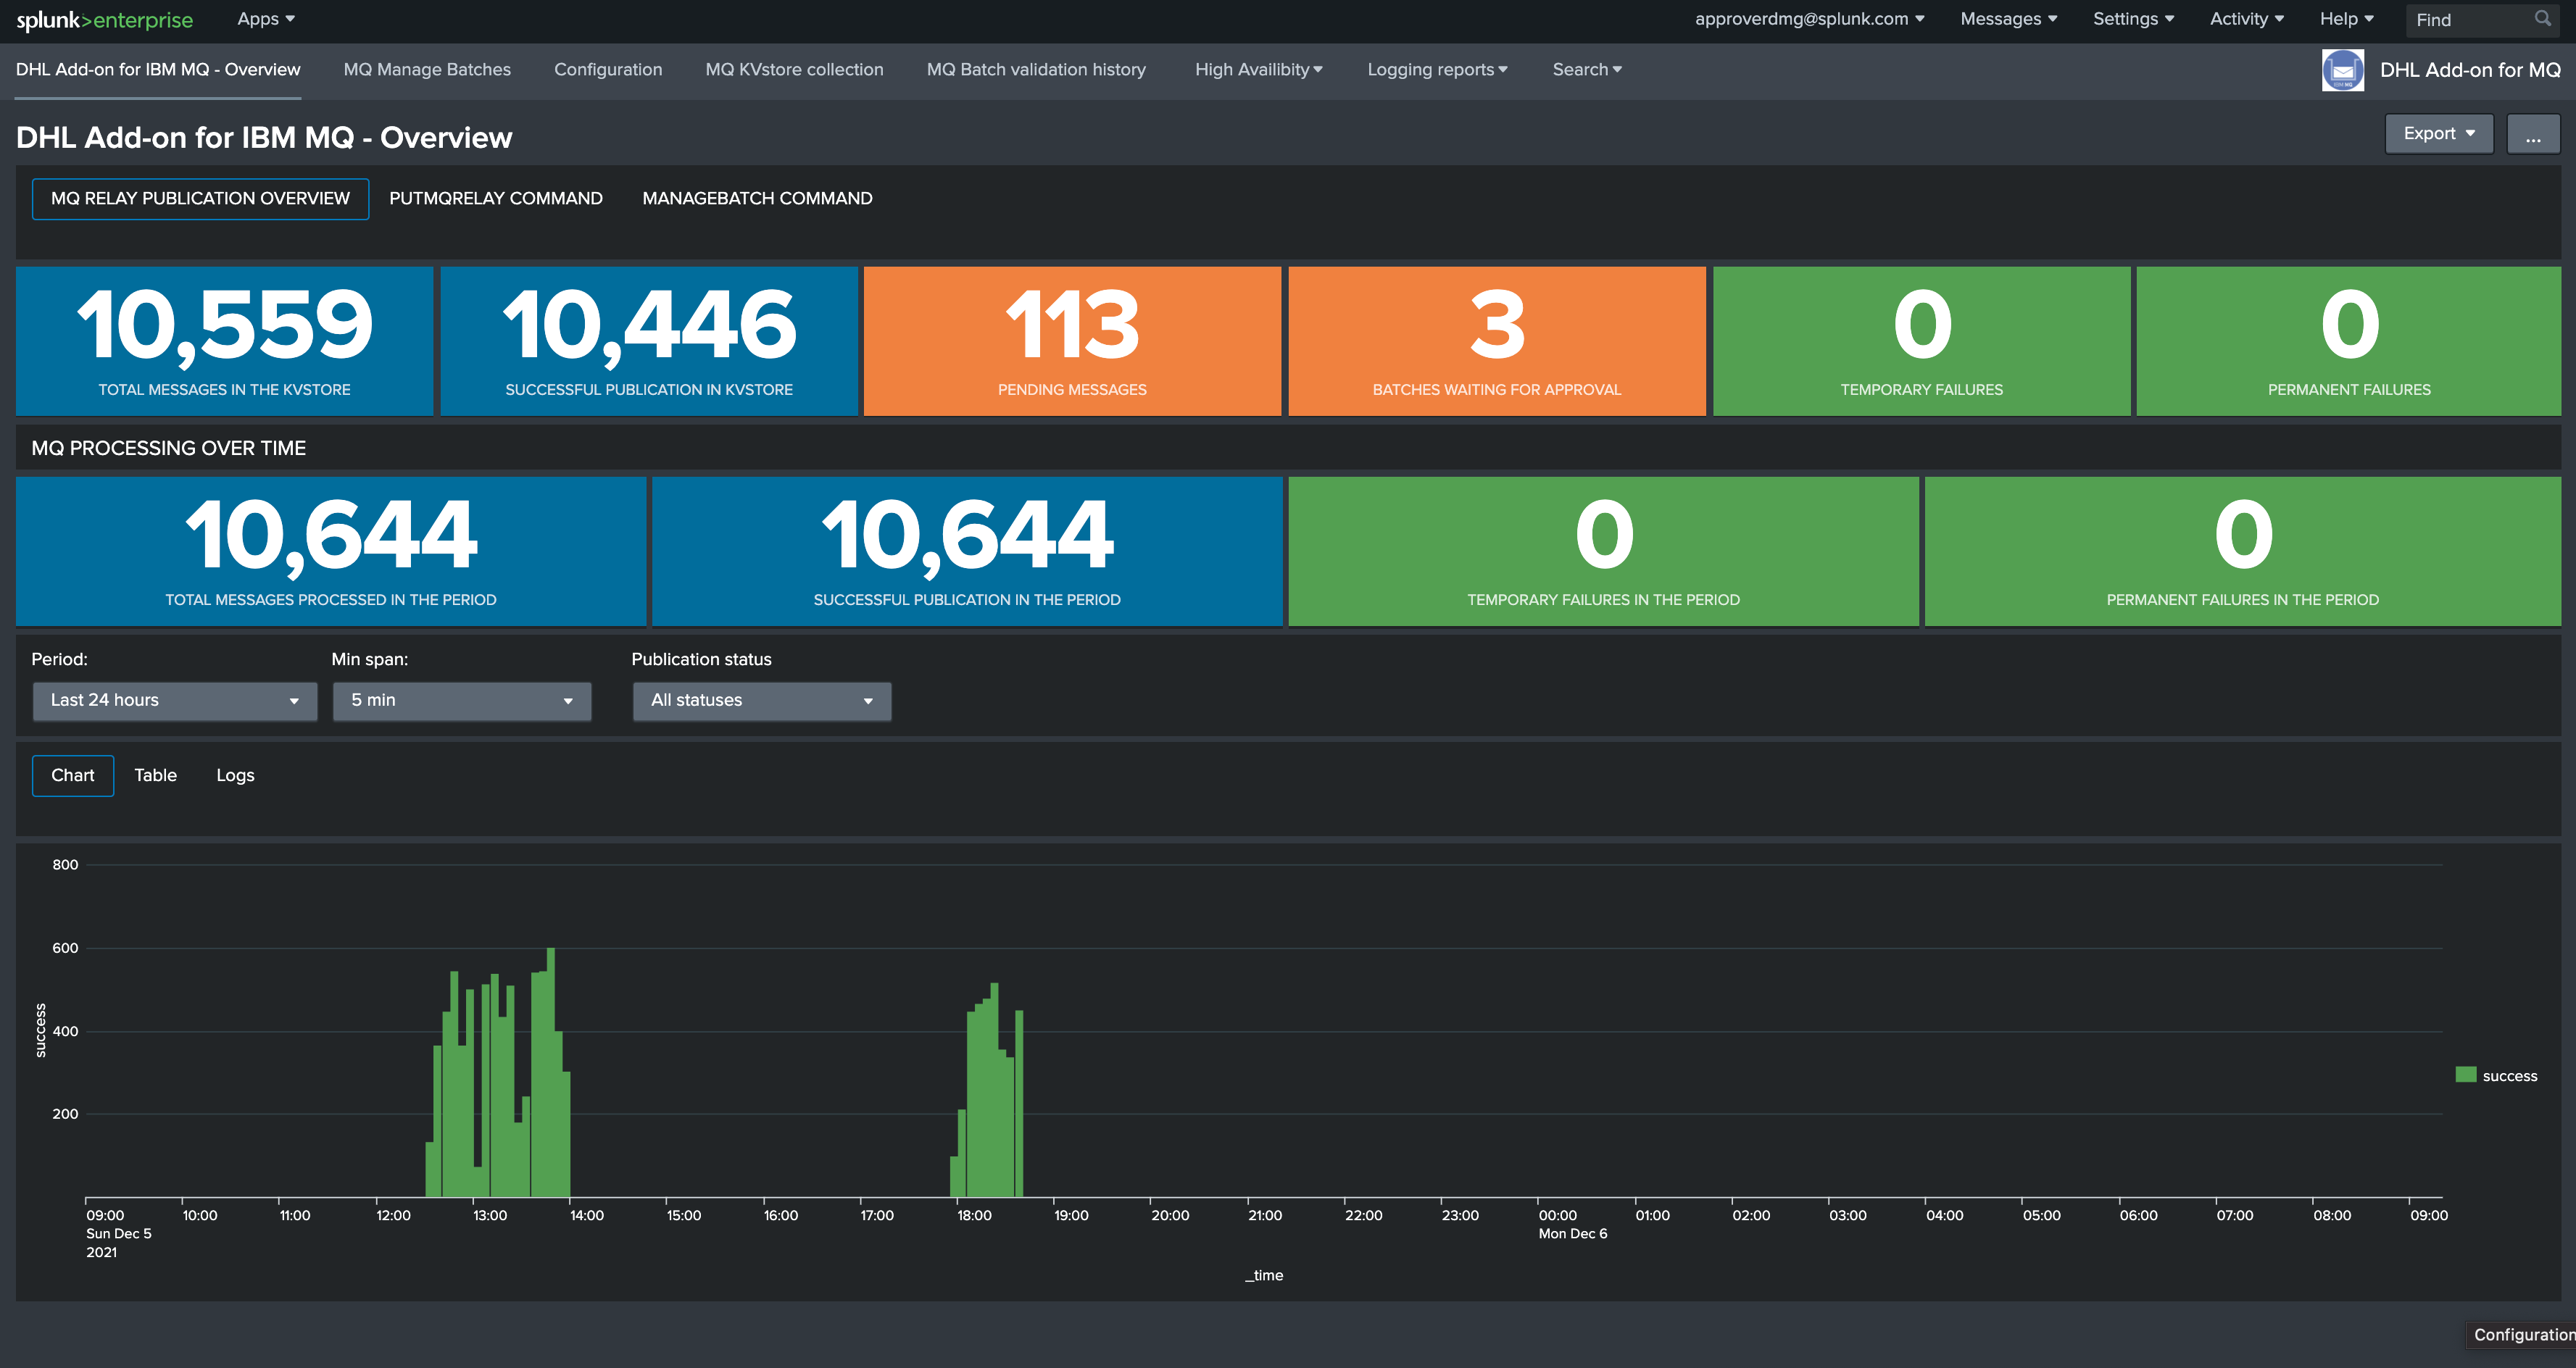 splunk>enterprise Apps approverdmg@splunk.com Messages Settings Activity Help Find
DHL Add-on for IBM MQ - Overview MQ Manage Batches Configuration MQ KVstore collection MQ Batch validation history High Availibity Logging reports Search DHL Add-on for MQ
DHL Add-on for IBM MQ - Overview Export ...
MQ RELAY PUBLICATION OVERVIEW PUTMQRELAY COMMAND MANAGEBATCH COMMAND
10,559 10,446 113 3 0 0
TOTAL MESSAGES IN THE KVSTORE SUCCESSFUL PUBLICATION IN KVSTORE PENDING MESSAGES BATCHES WAITING FOR APPROVAL TEMPORARY FAILURES PERMANENT FAILURES
MQ PROCESSING OVER TIME
10,644 10,644 0 0
TOTAL MESSAGES PROCESSED IN THE PERIOD SUCCESSFUL PUBLICATION IN THE PERIOD TEMPORARY FAILURES IN THE PERIOD PERMANENT FAILURES IN THE PERIOD
Period: Min span: Publication status
Last 24 hours 5 min All statuses
Chart Table Logs
800
600
400
200
success
success
09:00 10:00 11:00 12:00 13:00 14:00 15:00 16:00 17:00 18:00 19:00 20:00 21:00 22:00 23:00 00:00 01:00 02:00 03:00 04:00 05:00 06:00 07:00 08:00 09:00
Sun Dec 5 Mon Dec 6
2021
_time
Configuration